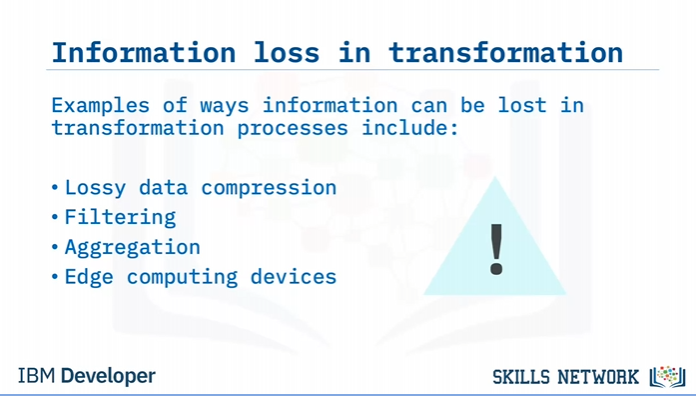 Information loss in transformation
Examples of ways information can be lost in
transformation processes include:
• Lossy data compression
• Filtering
• Aggregation
• Edge computing devices
!
IBM Developer
SKILLS NETWORK